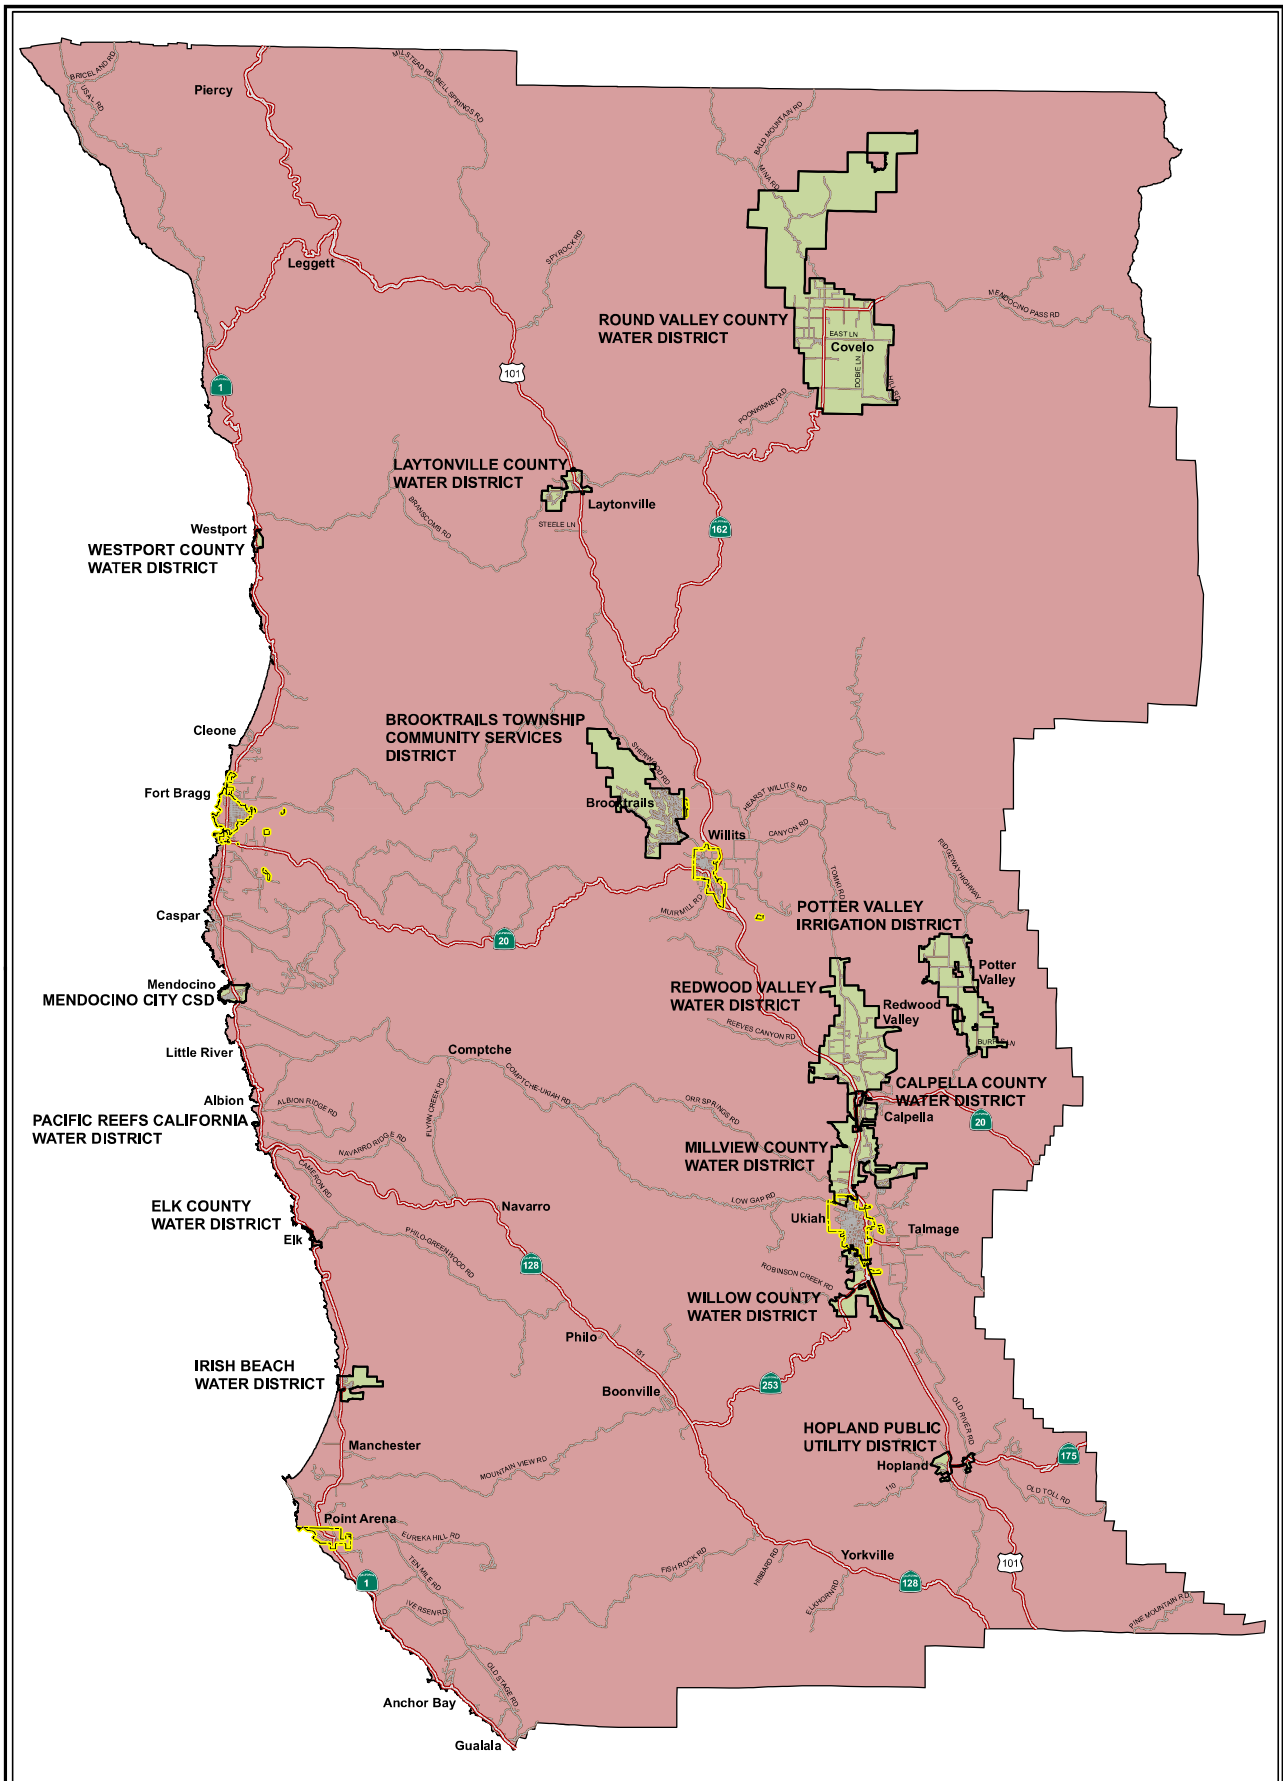 Piercy
BRICELAND RD
USAL RD
MILSTEAD RD
BELL SPRINGS RD
BALD MOUNTAIN RD
MINA RD
Leggett
SPY ROCK RD
MENDOCINO PASS RD
ROUND VALLEY COUNTY
WATER DISTRICT
EAST LN
Covelo
DOBIE LN
HILL RD
101
1
POONKINNEY RD
LAYTONVILLE COUNTY
WATER DISTRICT
Laytonville
BRANSCOMB RD
STEELE LN
162
Westport
WESTPORT COUNTY
WATER DISTRICT
Cleone
BROOKTRAILS TOWNSHIP
COMMUNITY SERVICES
DISTRICT
SHERWOOD RD
Fort Bragg
Brooktrails
HEARST WILLITS RD
Willits
CANYON RD
TOMKI RD
RIDGEWAY HIGHWAY
MUIR MILL RD
Caspar
20
POTTER VALLEY
IRRIGATION DISTRICT
Potter
Valley
Mendocino
MENDOCINO CITY CSD
REDWOOD VALLEY
WATER DISTRICT
Redwood
Valley
REEVES CANYON RD
BURRIS LN
Little River
Comptche
COMPTCHE-UKIAH RD
FLYNN CREEK RD
ORR SPRINGS RD
CALPELLA COUNTY
WATER DISTRICT
Calpella
20
Albion
ALBION RIDGE RD
PACIFIC REEFS CALIFORNIA
WATER DISTRICT
NAVARRO RIDGE RD
CAMERON RD
MILLVIEW COUNTY
WATER DISTRICT
LOW GAP RD
ELK COUNTY
WATER DISTRICT
Elk
Navarro
PHILO-GREENWOOD RD
Ukiah
Talmage
128
ROBINSON CREEK RD
WILLOW COUNTY
WATER DISTRICT
Philo
151
IRISH BEACH
WATER DISTRICT
Boonville
253
OLD RIVER RD
HOPLAND PUBLIC
UTILITY DISTRICT
Hopland
175
Manchester
MOUNTAIN VIEW RD
110
OLD TOLL RD
Point Arena
EUREKA HILL RD
TEN MILE RD
FISH ROCK RD
HIBBARD RD
Yorkville
ELKHORN RD
128
101
1
IVERSEN RD
PINE MOUNTAIN RD
OLD STAGE RD
Anchor Bay
Gualala